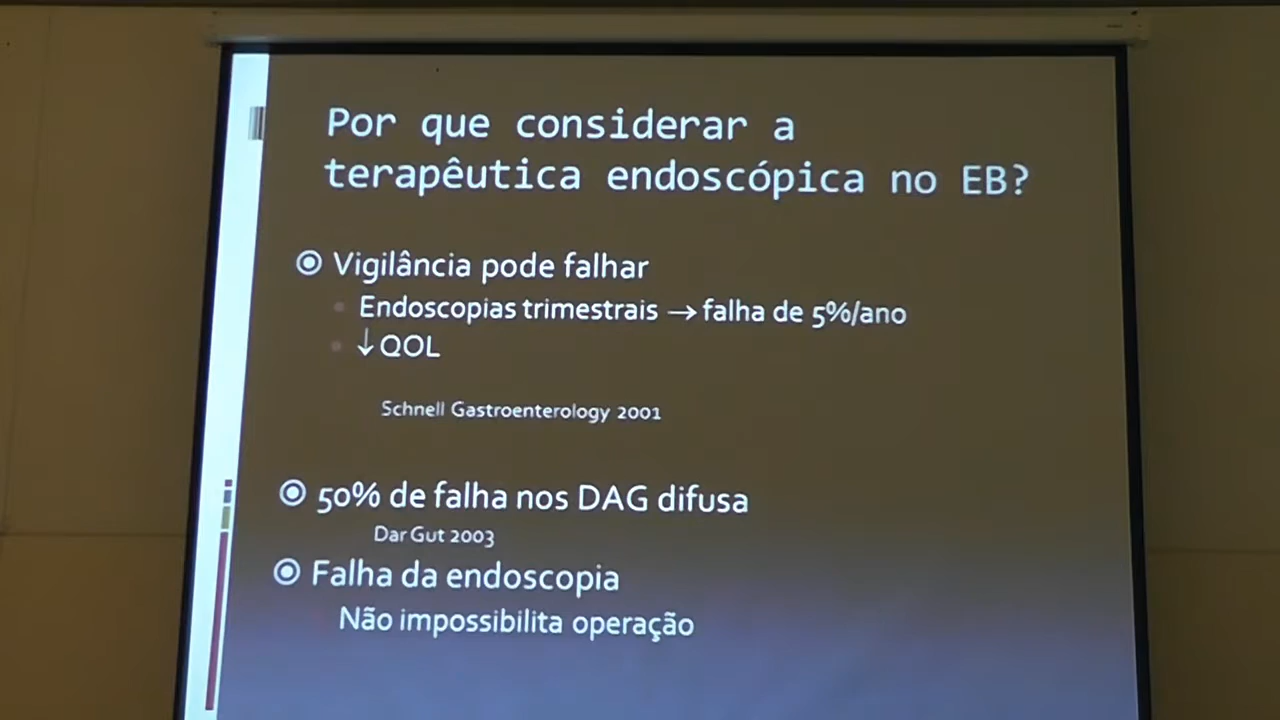 Por que considerar a
terapêutica endoscópica no EB?
Vigilância pode falhar
Endoscopias trimestrais → falha de 5%/ano
↓ QOL
Schnell Gastroenterology 2001
50% de falha nos DAG difusa
Dar Gut 2003
Falha da endoscopia
Não impossibilita operação